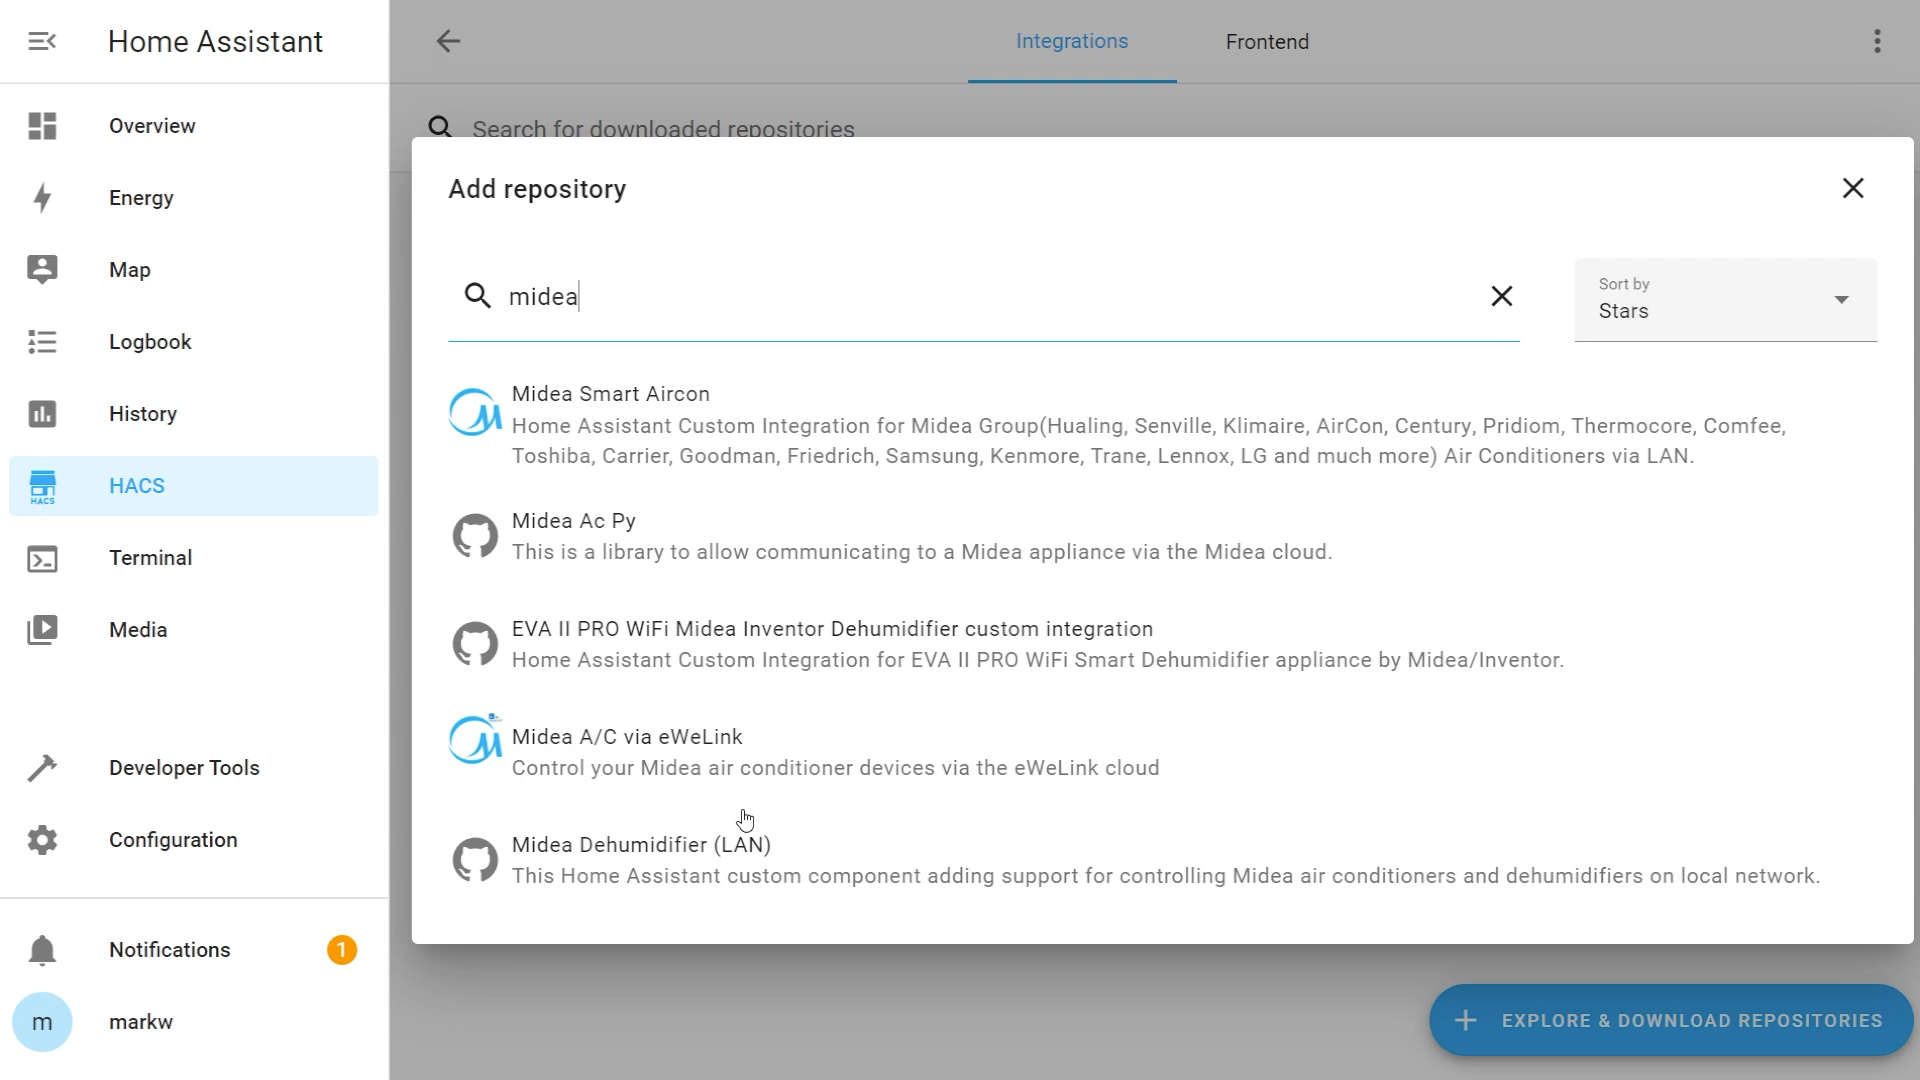 Home Assistant
Integrations
Frontend
Overview
Search for downloaded repositories
Add repository
Energy
Map
midea
Sort by
Stars
Logbook
Midea Smart Aircon
Home Assistant Custom Integration for Midea Group(Hualing, Senville, Klimaire, AirCon, Century, Pridiom, Thermocore, Comfee,
Toshiba, Carrier, Goodman, Friedrich, Samsung, Kenmore, Trane, Lennox, LG and much more) Air Conditioners via LAN.
History
HACS
HACS
Midea Ac Py
This is a library to allow communicating to a Midea appliance via the Midea cloud.
Terminal
EVA II PRO WiFi Midea Inventor Dehumidifier custom integration
Home Assistant Custom Integration for EVA II PRO WiFi Smart Dehumidifier appliance by Midea/Inventor.
Media
Midea A/C via eWeLink
Control your Midea air conditioner devices via the eWeLink cloud
Developer Tools
Midea Dehumidifier (LAN)
This Home Assistant custom component adding support for controlling Midea air conditioners and dehumidifiers on local network.
Configuration
Notifications
1
m
markw
EXPLORE & DOWNLOAD REPOSITORIES